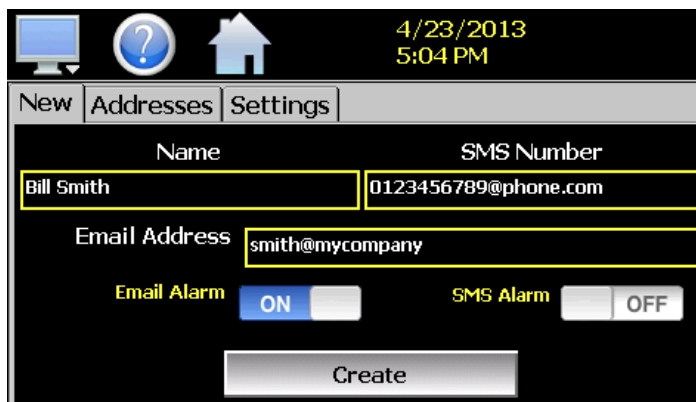 4/23/2013
5:04 PM
New Addresses Settings
Name SMS Number
Bill Smith 0123456789@phone.com
Email Address smith@mycompany
Email Alarm ON SMS Alarm OFF
Create